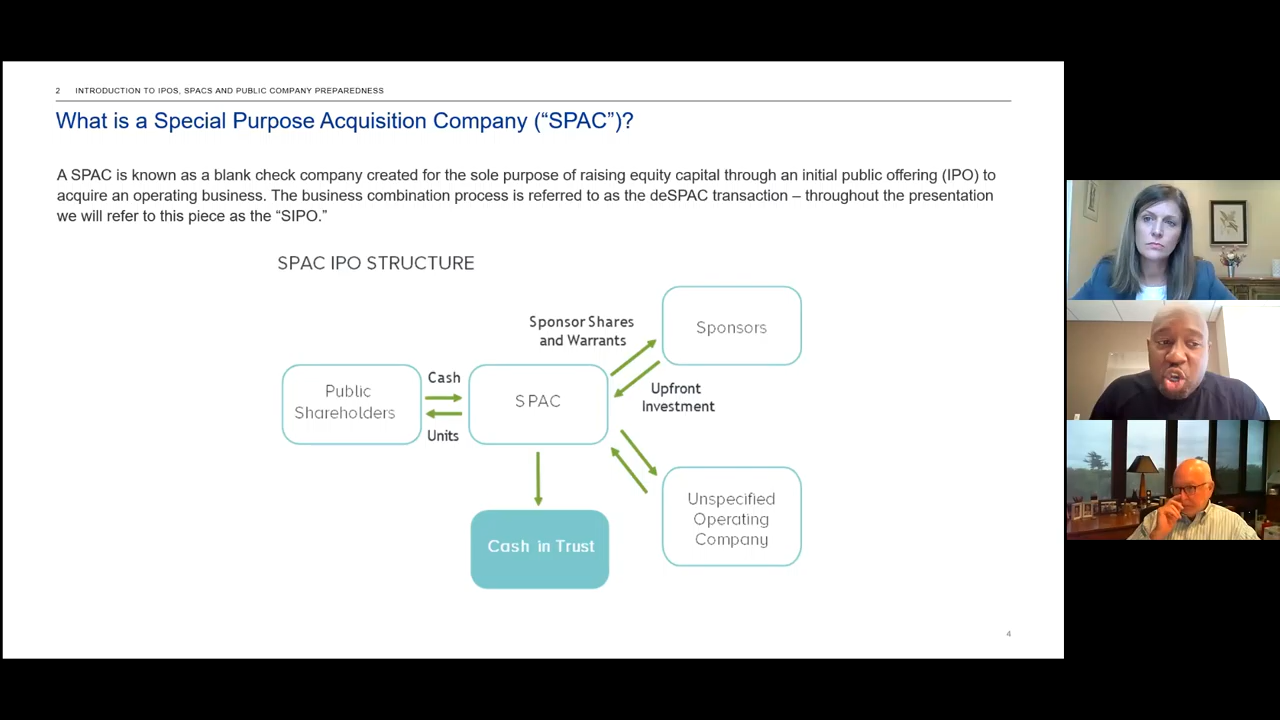 2 INTRODUCTION TO IPOS, SPACS AND PUBLIC COMPANY PREPAREDNESS
What is a Special Purpose Acquisition Company (“SPAC”)?
A SPAC is known as a blank check company created for the sole purpose of raising equity capital through an initial public offering (IPO) to
acquire an operating business. The business combination process is referred to as the deSPAC transaction – throughout the presentation
we will refer to this piece as the “SIPO.”
SPAC IPO STRUCTURE
Sponsor Shares
and Warrants
Sponsors
Public
Shareholders
Cash
Units
SPAC
Upfront
Investment
Unspecified
Operating
Company
Cash in Trust
4